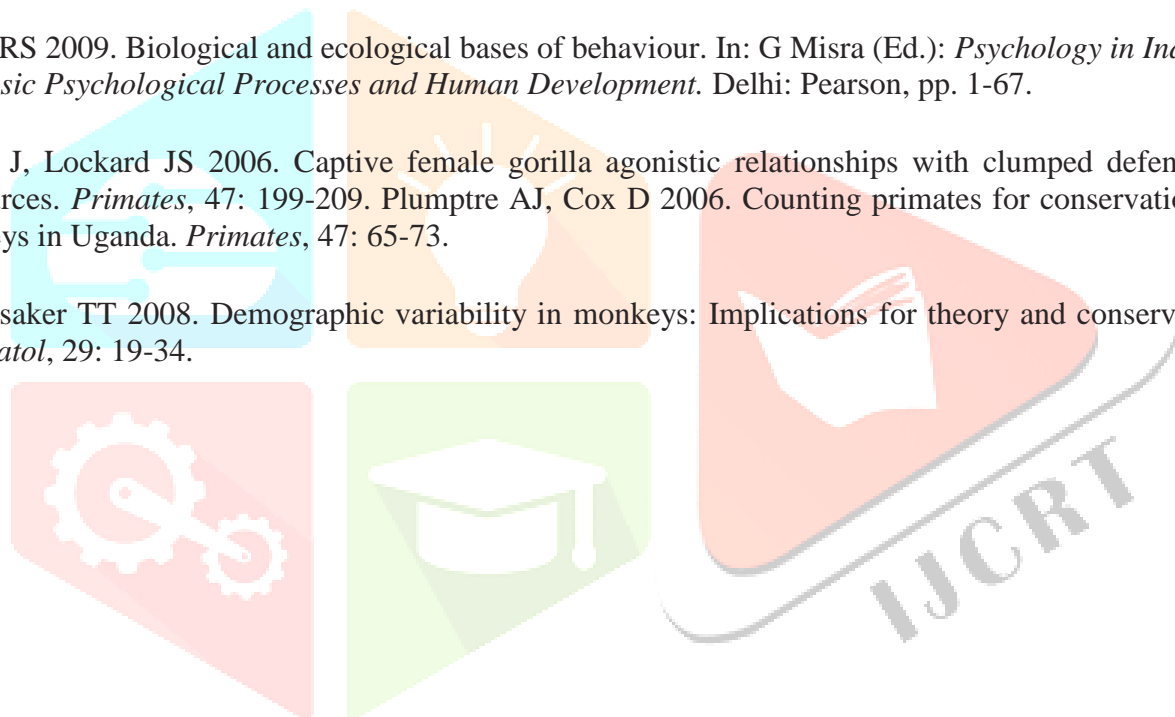 RS 2009. Biological and ecological bases of behaviour. In: G Misra (Ed.): Psychology in Ind
sic Psychological Processes and Human Development. Delhi: Pearson, pp. 1-67.
J, Lockard JS 2006. Captive female gorilla agonistic relationships with clumped defen
rces. Primates, 47: 199-209. Plumptre AJ, Cox D 2006. Counting primates for conservatio
ys in Uganda. Primates, 47: 65-73.
saker TT 2008. Demographic variability in monkeys: Implications for theory and conserv
atol, 29: 19-34.
IJCRT